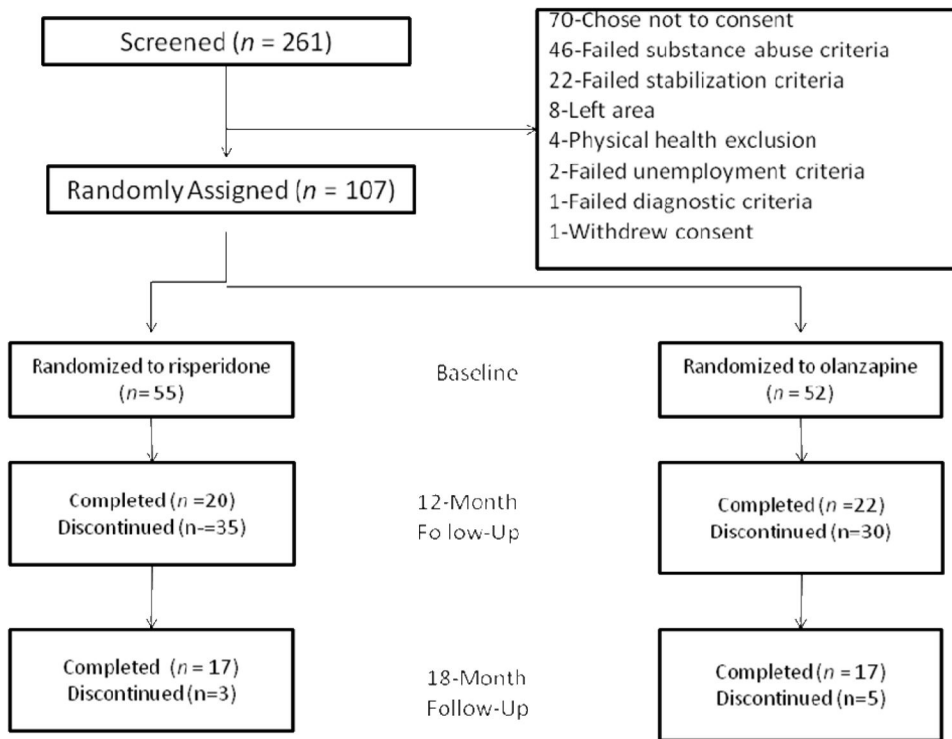 Screened (n = 261)
70-Chose not to consent
46-Failed substance abuse criteria
22-Failed stabilization criteria
8-Left area
4-Physical health exclusion
2-Failed unemployment criteria
1-Failed diagnostic criteria
1-Withdrew consent
Randomly Assigned (n = 107)
Randomized to risperidone
(n= 55)
Baseline
Randomized to olanzapine
(n = 52)
Completed (n =20)
Discontinued (n-=35)
12-Month
Follow-Up
Completed (n =22)
Discontinued (n=30)
Completed (n = 17)
Discontinued (n=3)
18-Month
Follow-Up
Completed (n = 17)
Discontinued (n=5)